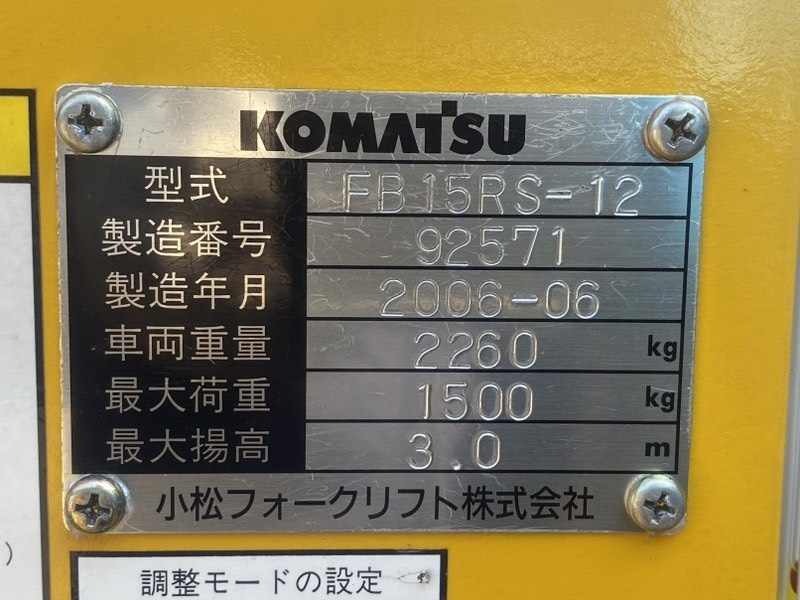 KOMATSU
型式 FB15RS-12
製造番号 92571
製造年月 2006-06
車両重量 2260 kg
最大荷重 1500 kg
最大揚高 3.0 m
小松フォークリフト株式会社
)
調整モードの設定